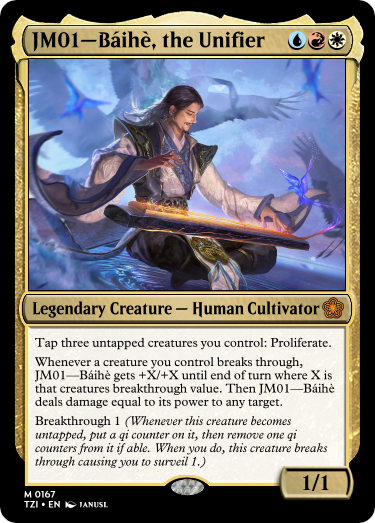 JM01—Báihè, the Unifier
Legendary Creature — Human Cultivator
Tap three untapped creatures you control: Proliferate.
Whenever a creature you control breaks through,
JM01—Báihè gets +X/+X until end of turn where X is
that creatures breakthrough value. Then JM01—Báihè
deals damage equal to its power to any target.
Breakthrough 1 (Whenever this creature becomes
untapped, put a qi counter on it, then remove one qi
counters from it if able. When you do, this creature breaks
through causing you to surveil 1.)
1/1
M 0167
TZI • EN JANUSL